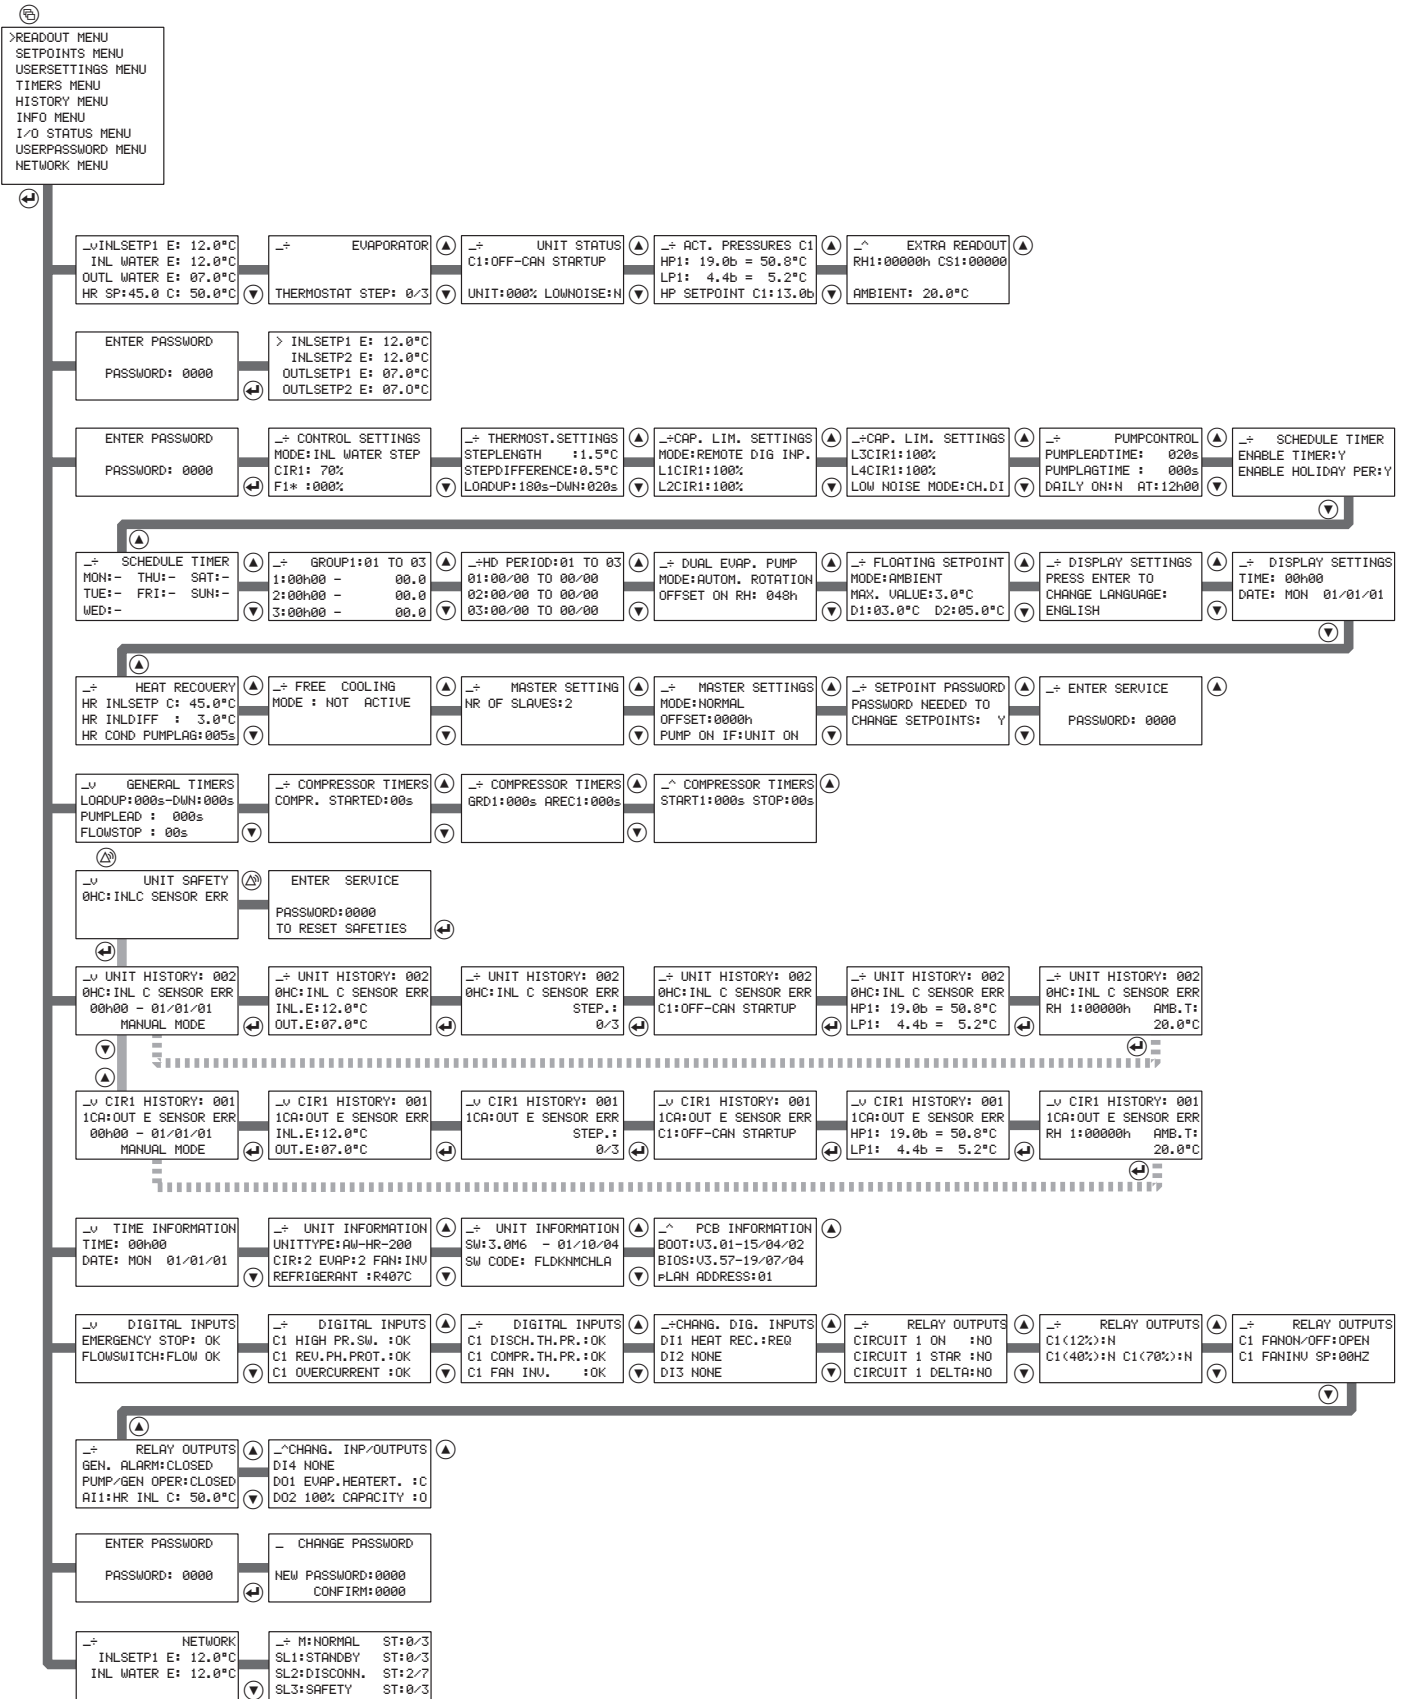 >READOUT MENU
SETPOINTS MENU
USERSETTINGS MENU
TIMERS MENU
HISTORY MENU
INFO MENU
I/O STATUS MENU
USERPASSWORD MENU
NETWORK MENU
_vINLSETP1 E: 12.0°C
INL WATER E: 12.0°C
OUTL WATER E: 07.0°C
HR SP:45.0 C: 50.0°C
_÷ EVAPORATOR
THERMOSTAT STEP: 0/3
_÷ UNIT STATUS
C1:OFF-CAN STARTUP
UNIT:000% LOWNOISE:N
_÷ ACT. PRESSURES C1
HP1: 19.0b = 50.8°C
LP1: 4.4b = 5.2°C
HP SETPOINT C1:13.0b
_^ EXTRA READOUT
RH1:00000h CS1:00000
AMBIENT: 20.0°C
ENTER PASSWORD
PASSWORD: 0000
> INLSETP1 E: 12.0°C
INLSETP2 E: 12.0°C
OUTLSETP1 E: 07.0°C
OUTLSETP2 E: 07.0°C
ENTER PASSWORD
PASSWORD: 0000
_÷ CONTROL SETTINGS
MODE:INL WATER STEP
CIR1: 70%
F1* :000%
_÷ THERMOST.SETTINGS
STEPLENGTH :1.5°C
STEPDIFFERENCE:0.5°C
LOADUP:180s-DWN:020s
_÷CAP. LIM. SETTINGS
MODE:REMOTE DIG INP.
L1CIR1:100%
L2CIR1:100%
_÷CAP. LIM. SETTINGS
L3CIR1:100%
L4CIR1:100%
LOW NOISE MODE:CH.DI
_÷ PUMPCONTROL
PUMPLEADTIME: 020s
PUMPLAGTIME : 000s
DAILY ON:N AT:12h00
_÷ SCHEDULE TIMER
ENABLE TIMER:Y
ENABLE HOLIDAY PER:Y
_÷ SCHEDULE TIMER
MON:- THU:- SAT:-
TUE:- FRI:- SUN:-
WED:-
_÷ GROUP1:01 TO 03
1:00h00 - 00.0
2:00h00 - 00.0
3:00h00 - 00.0
_÷HD PERIOD:01 TO 03
01:00/00 TO 00/00
02:00/00 TO 00/00
03:00/00 TO 00/00
_÷ DUAL EVAP. PUMP
MODE:AUTOM. ROTATION
OFFSET ON RH: 048h
_÷ FLOATING SETPOINT
MODE:AMBIENT
MAX. VALUE:3.0°C
D1:03.0°C D2:05.0°C
_÷ DISPLAY SETTINGS
PRESS ENTER TO
CHANGE LANGUAGE:
ENGLISH
_÷ DISPLAY SETTINGS
TIME: 00h00
DATE: MON 01/01/01
_÷ HEAT RECOVERY
HR INLSETP C: 45.0°C
HR INLDIFF : 3.0°C
HR COND PUMPLAG:005s
_÷ FREE COOLING
MODE : NOT ACTIVE
_÷ MASTER SETTING
NR OF SLAVES:2
_÷ MASTER SETTINGS
MODE:NORMAL
OFFSET:0000h
PUMP ON IF:UNIT ON
_÷ SETPOINT PASSWORD
PASSWORD NEEDED TO
CHANGE SETPOINTS: Y
_÷ ENTER SERVICE
PASSWORD: 0000
_v GENERAL TIMERS
LOADUP:000s-DWN:000s
PUMPLEAD : 000s
FLOWSTOP : 00s
_÷ COMPRESSOR TIMERS
COMPR. STARTED:00s
_÷ COMPRESSOR TIMERS
GRD1:000s AREC1:000s
_^ COMPRESSOR TIMERS
START1:000s STOP:00s
_v UNIT SAFETY
0HC:INLC SENSOR ERR
ENTER SERVICE
PASSWORD:0000
TO RESET SAFETIES
_v UNIT HISTORY: 002
0HC:INL C SENSOR ERR
00h00 - 01/01/01
MANUAL MODE
_÷ UNIT HISTORY: 002
0HC:INL C SENSOR ERR
INL.E:12.0°C
OUT.E:07.0°C
_÷ UNIT HISTORY: 002
0HC:INL C SENSOR ERR
STEP.:
0/3
_÷ UNIT HISTORY: 002
0HC:INL C SENSOR ERR
C1:OFF-CAN STARTUP
_÷ UNIT HISTORY: 002
0HC:INL C SENSOR ERR
HP1: 19.0b = 50.8°C
LP1: 4.4b = 5.2°C
_÷ UNIT HISTORY: 002
0HC:INL C SENSOR ERR
RH 1:00000h AMB.T:
20.0°C
_v CIR1 HISTORY: 001
1CA:OUT E SENSOR ERR
00h00 - 01/01/01
MANUAL MODE
_v CIR1 HISTORY: 001
1CA:OUT E SENSOR ERR
INL.E:12.0°C
OUT.E:07.0°C
_v CIR1 HISTORY: 001
1CA:OUT E SENSOR ERR
STEP.:
0/3
_v CIR1 HISTORY: 001
1CA:OUT E SENSOR ERR
C1:OFF-CAN STARTUP
_v CIR1 HISTORY: 001
1CA:OUT E SENSOR ERR
HP1: 19.0b = 50.8°C
LP1: 4.4b = 5.2°C
_v CIR1 HISTORY: 001
1CA:OUT E SENSOR ERR
RH 1:00000h AMB.T:
20.0°C
_v TIME INFORMATION
TIME: 00h00
DATE: MON 01/01/01
_÷ UNIT INFORMATION
UNITTYPE:AW-HR-200
CIR:2 EVAP:2 FAN:INV
REFRIGERANT :R407C
_÷ UNIT INFORMATION
SW:3.0M6 - 01/10/04
SW CODE: FLDKNMCHLA
_^ PCB INFORMATION
BOOT:V3.01-15/04/02
BIOS:V3.57-19/07/04
pLAN ADDRESS:01
_v DIGITAL INPUTS
EMERGENCY STOP: OK
FLOWSWITCH:FLOW OK
_÷ DIGITAL INPUTS
C1 HIGH PR.SW. :OK
C1 REV.PH.PROT.:OK
C1 OVERCURRENT :OK
_÷ DIGITAL INPUTS
C1 DISCH.TH.PR.:OK
C1 COMPR.TH.PR.:OK
C1 FAN INV. :OK
_÷CHANG. DIG. INPUTS
DI1 HEAT REC.:REQ
DI2 NONE
DI3 NONE
_÷ RELAY OUTPUTS
CIRCUIT 1 ON :NO
CIRCUIT 1 STAR :NO
CIRCUIT 1 DELTA:NO
_÷ RELAY OUTPUTS
C1(12%):N
C1(40%):N C1(70%):N
_÷ RELAY OUTPUTS
C1 FANON/OFF:OPEN
C1 FANINV SP:00HZ
_÷ RELAY OUTPUTS
GEN. ALARM:CLOSED
PUMP/GEN OPER:CLOSED
AI1:HR INL C: 50.0°C
_^CHANG. INP/OUTPUTS
DI4 NONE
DO1 EVAP.HEATERT. :C
DO2 100% CAPACITY :O
ENTER PASSWORD
PASSWORD: 0000
_ CHANGE PASSWORD
NEW PASSWORD:0000
CONFIRM:0000
_÷ NETWORK
INLSETP1 E: 12.0°C
INL WATER E: 12.0°C
_÷ M:NORMAL ST:0/3
SL1:STANDBY ST:0/3
SL2:DISCONN. ST:2/7
SL3:SAFETY ST:0/3